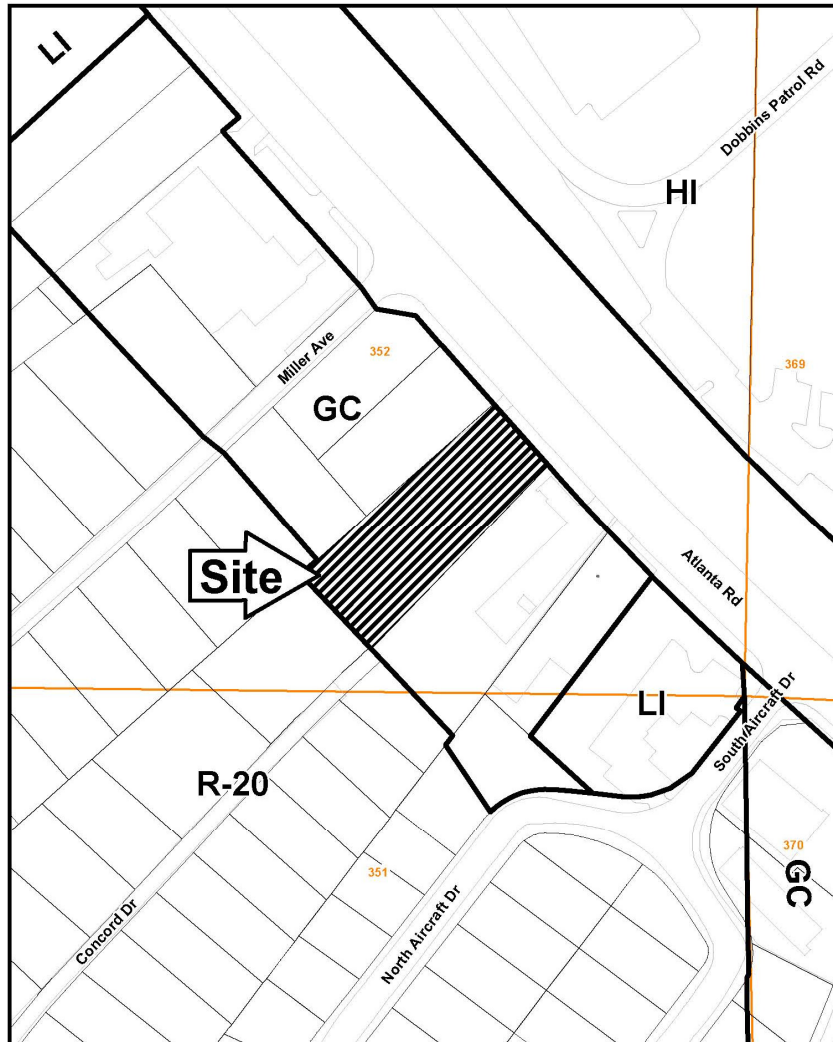 LI
Dobbins Patrol Rd
HI
Miller Ave
352
369
GC
Site
Atlanta Rd
LI
South Aircraft Dr
R-20
370
351
GC
North Aircraft Dr
Concord Dr